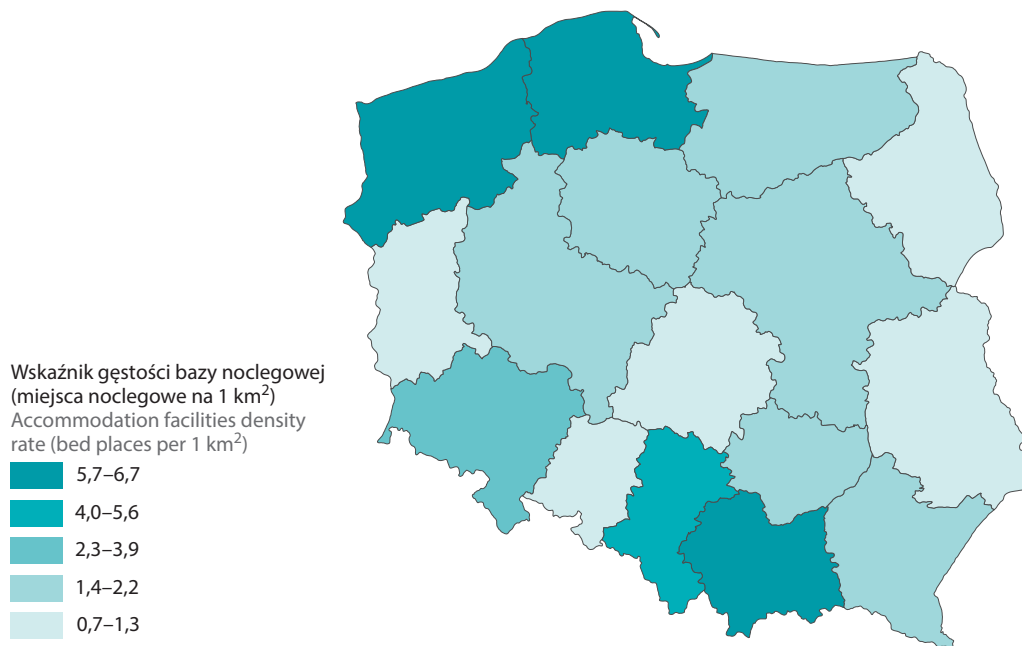 Wskaźnik gęstości bazy noclegowej
(miejsca noclegowe na 1 km²)
Accommodation facilities density
rate (bed places per 1 km²)
5,7–6,7
4,0–5,6
2,3–3,9
1,4–2,2
0,7–1,3